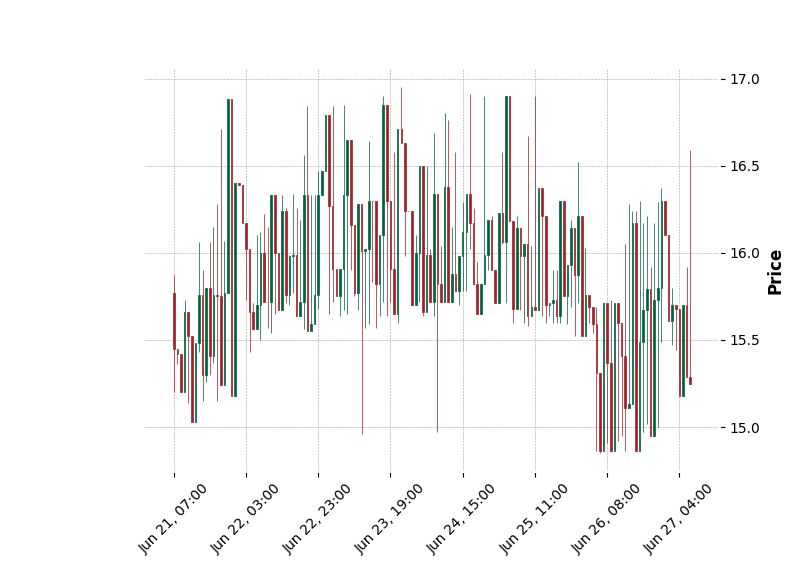 17.0
16.5
16.0
15.5
15.0
Price
Jun 21, 07:00
Jun 22, 03:00
Jun 22, 23:00
Jun 23, 19:00
Jun 24, 15:00
Jun 25, 11:00
Jun 26, 08:00
Jun 27, 04:00